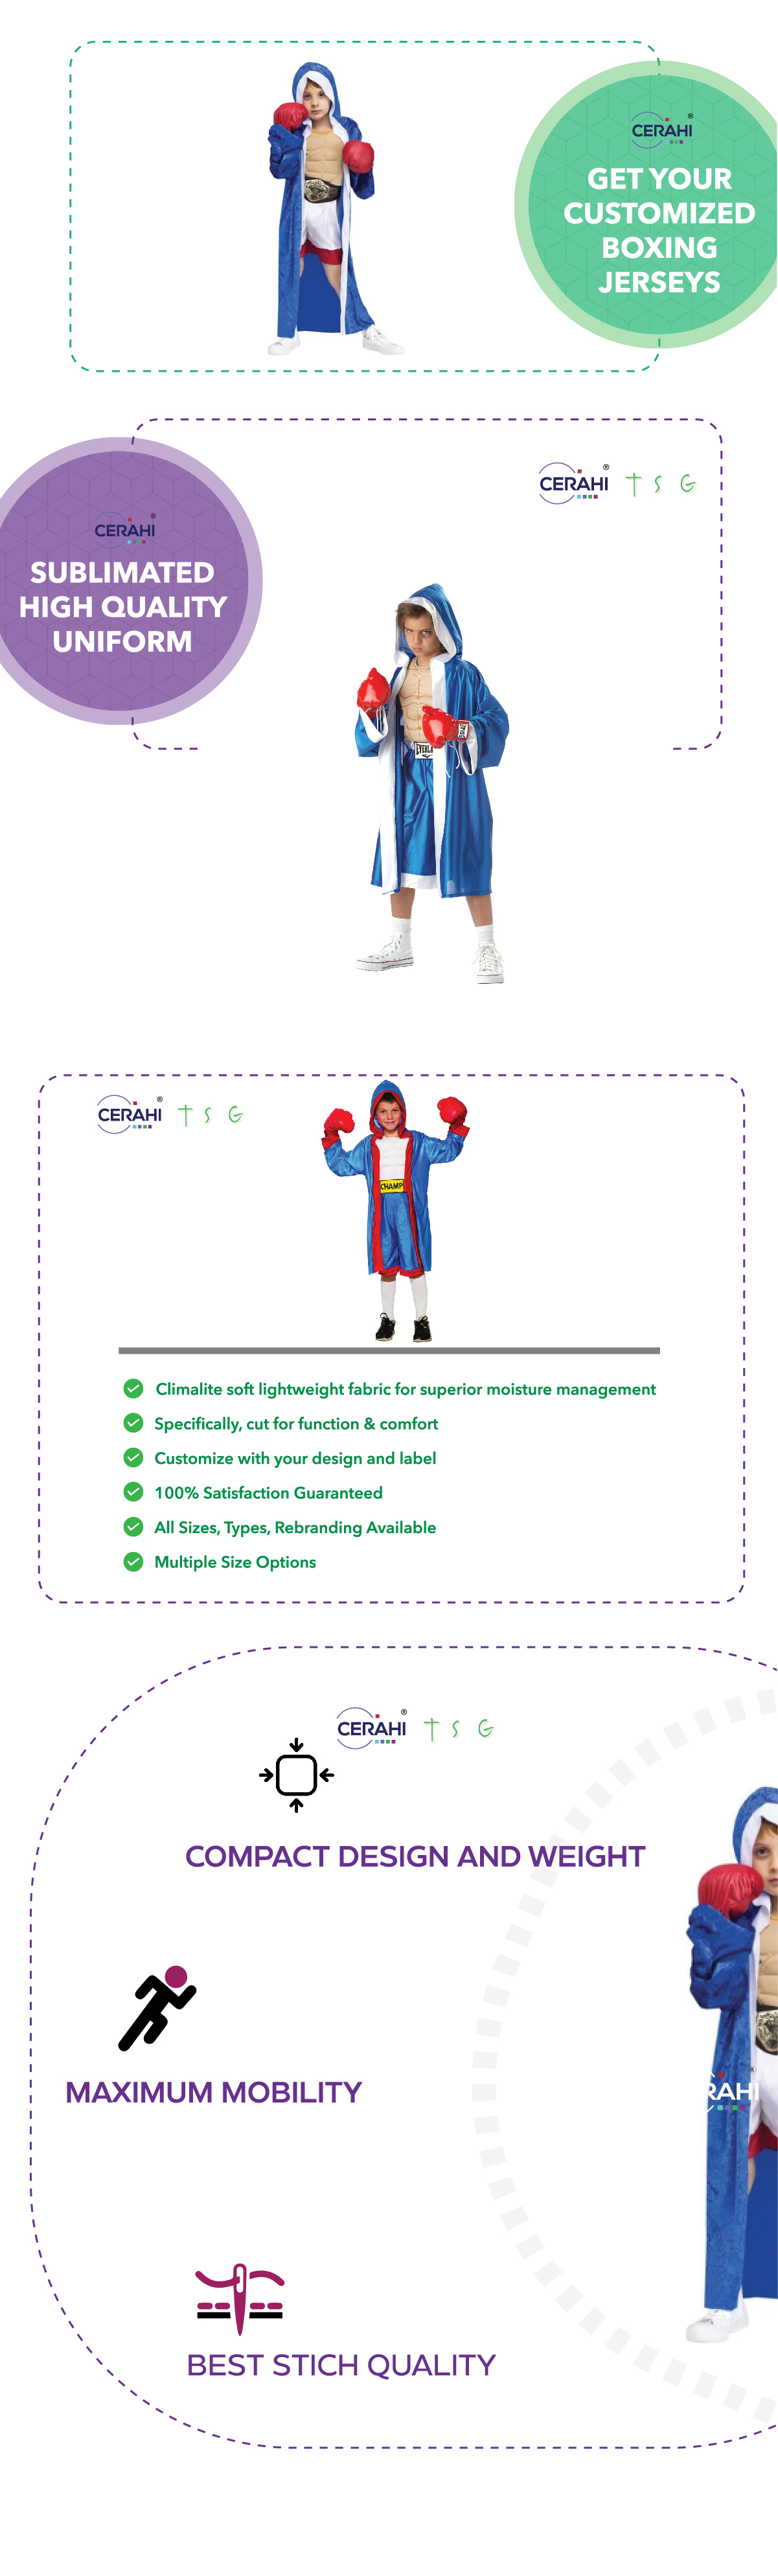 CERAHI ®
GET YOUR
CUSTOMIZED
BOXING
JERSEYS
CERAHI ® T S G
CERAHI ®
SUBLIMATED
HIGH QUALITY
UNIFORM
EVERLA
CERAHI ® T S G
CHAMP
Climalite soft lightweight fabric for superior moisture management
Specifically, cut for function & comfort
Customize with your design and label
100% Satisfaction Guaranteed
All Sizes, Types, Rebranding Available
Multiple Size Options
CERAHI ® T S G
COMPACT DESIGN AND WEIGHT
MAXIMUM MOBILITY
RAHI
BEST STICH QUALITY